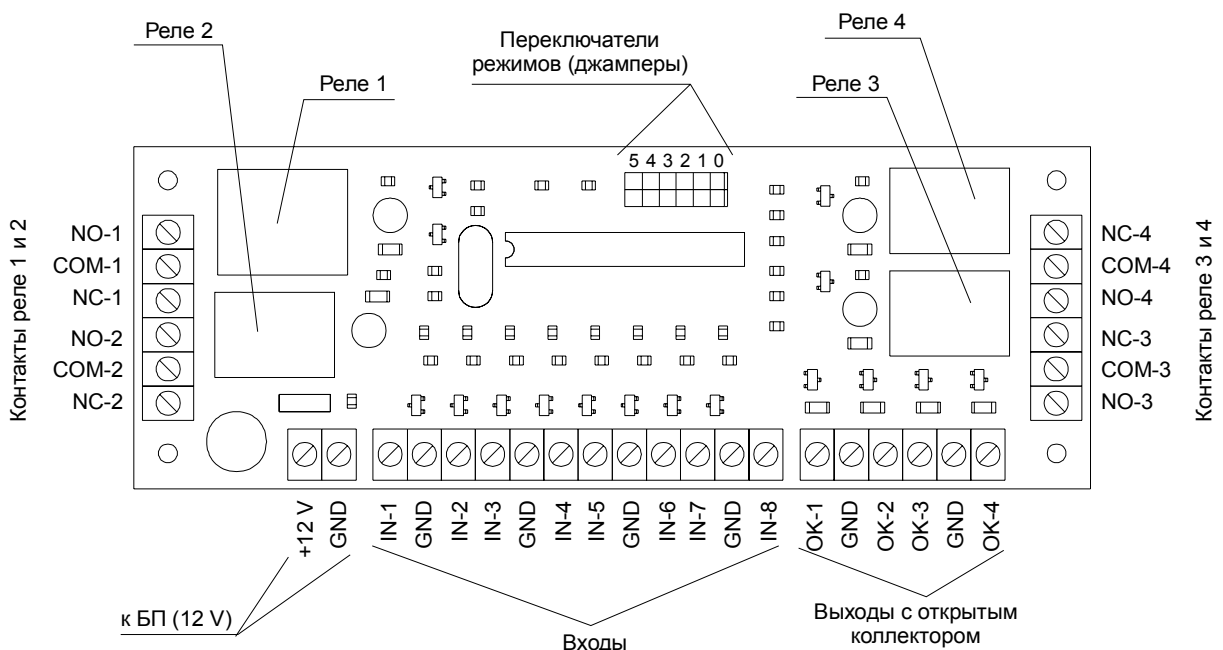 Реле 2
Реле 4
Переключатели
режимов (джамперы)
Реле 1
Реле 3
5 4 3 2 1 0
Контакты реле 1 и 2
NO-1
COM-1
NC-1
NO-2
COM-2
NC-2
NC-4
COM-4
NO-4
NC-3
COM-3
NO-3
Контакты реле 3 и 4
+12 V
GND
IN-1
GND
IN-2
IN-3
GND
IN-4
IN-5
GND
IN-6
IN-7
GND
IN-8
OK-1
GND
OK-2
OK-3
GND
OK-4
к БП (12 V)
Входы
Выходы с открытым
коллектором